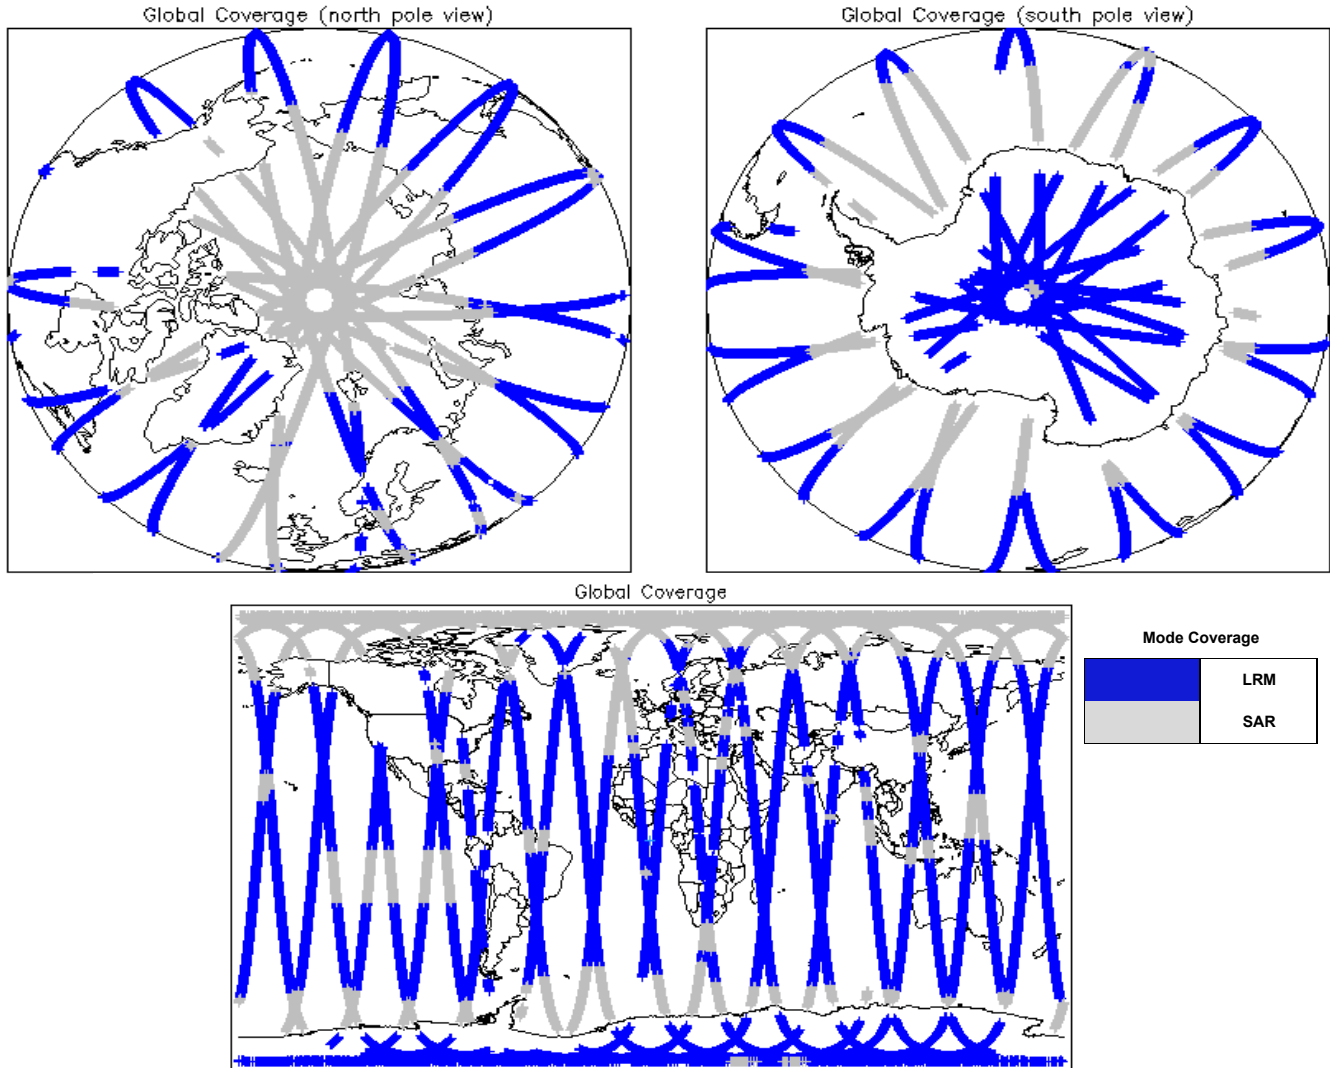 Global Coverage (north pole view)
Global Coverage (south pole view)
Global Coverage
Mode Coverage
LRM
SAR